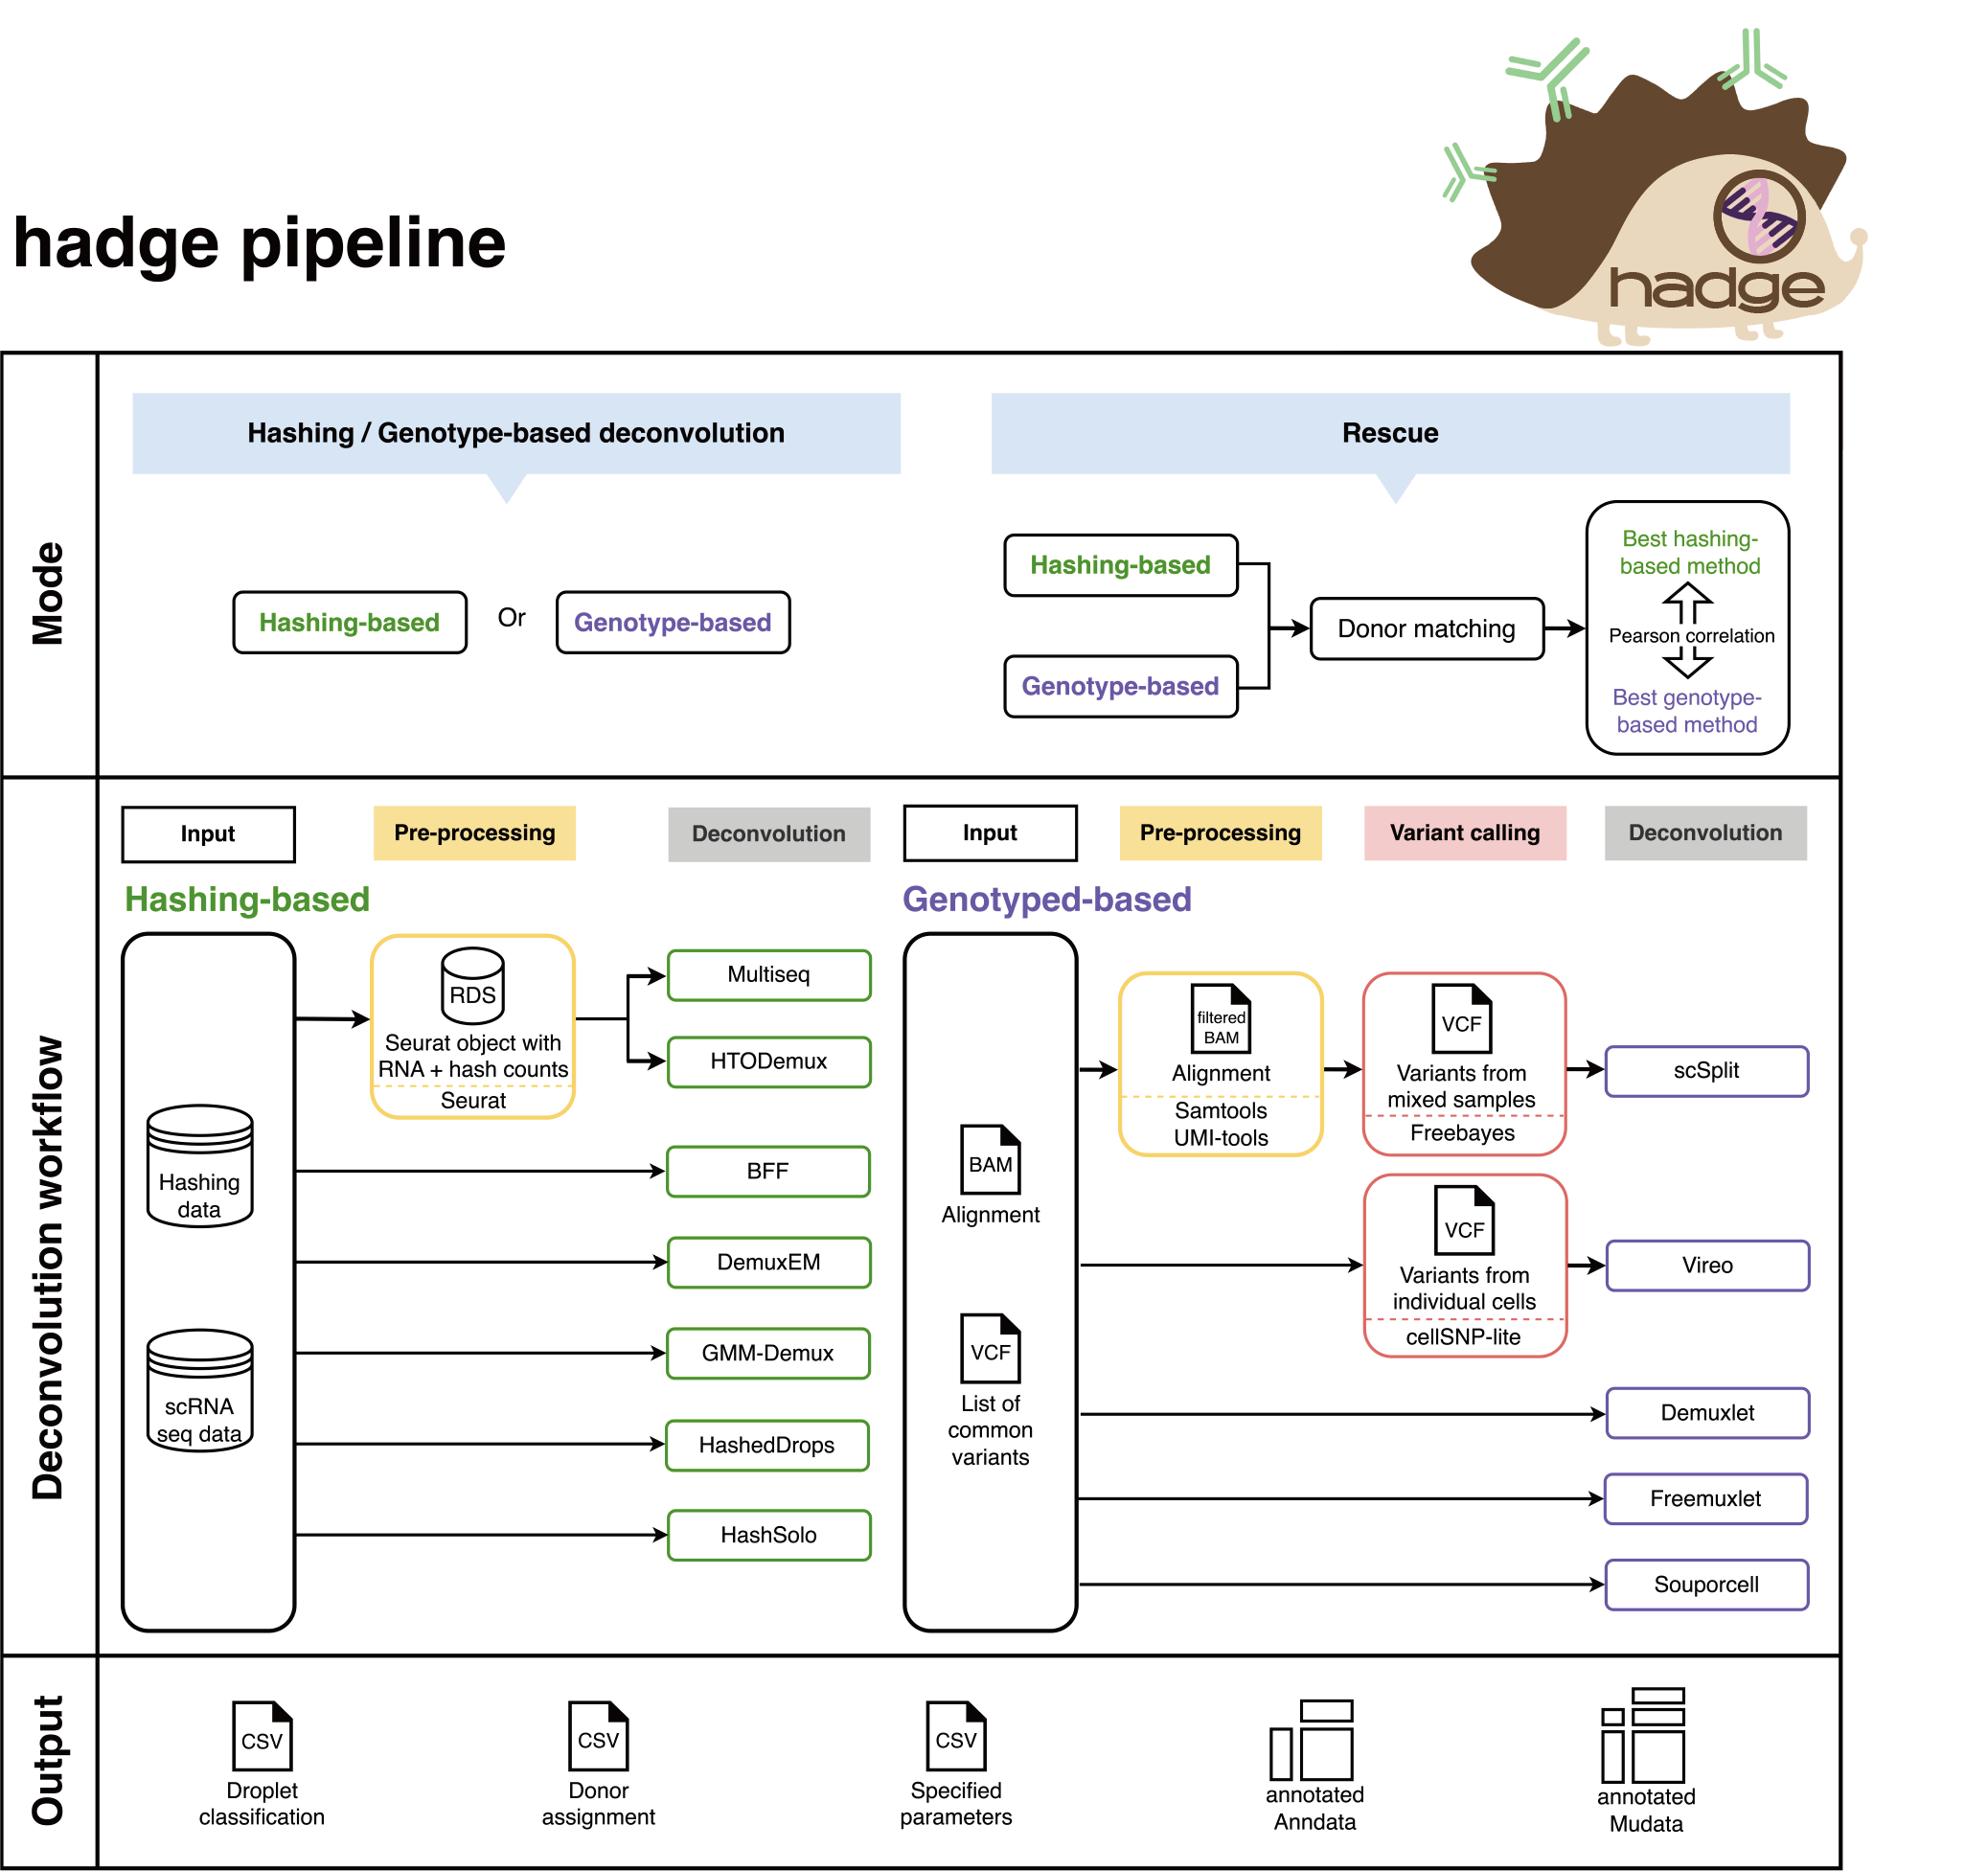 hadge pipeline
hadge
Mode
Hashing / Genotype-based deconvolution
Hashing-based
Or
Genotype-based
Rescue
Hashing-based
Genotype-based
Donor matching
Best hashing-
based method
Pearson correlation
Best genotype-
based method
Deconvolution workflow
Input
Pre-processing
Deconvolution
Hashing-based
Hashing
data
scRNA
seq data
RDS
Seurat object with
RNA + hash counts
Seurat
Multiseq
HTODemux
BFF
DemuxEM
GMM-Demux
HashedDrops
HashSolo
Input
Pre-processing
Variant calling
Deconvolution
Genotyped-based
BAM
Alignment
VCF
List of
common
variants
filtered
BAM
Alignment
Samtools
UMI-tools
VCF
Variants from
mixed samples
Freebayes
VCF
Variants from
individual cells
cellSNP-lite
scSplit
Vireo
Demuxlet
Freemuxlet
Souporcell
Output
CSV
Droplet
classification
CSV
Donor
assignment
CSV
Specified
parameters
annotated
Anndata
annotated
Mudata